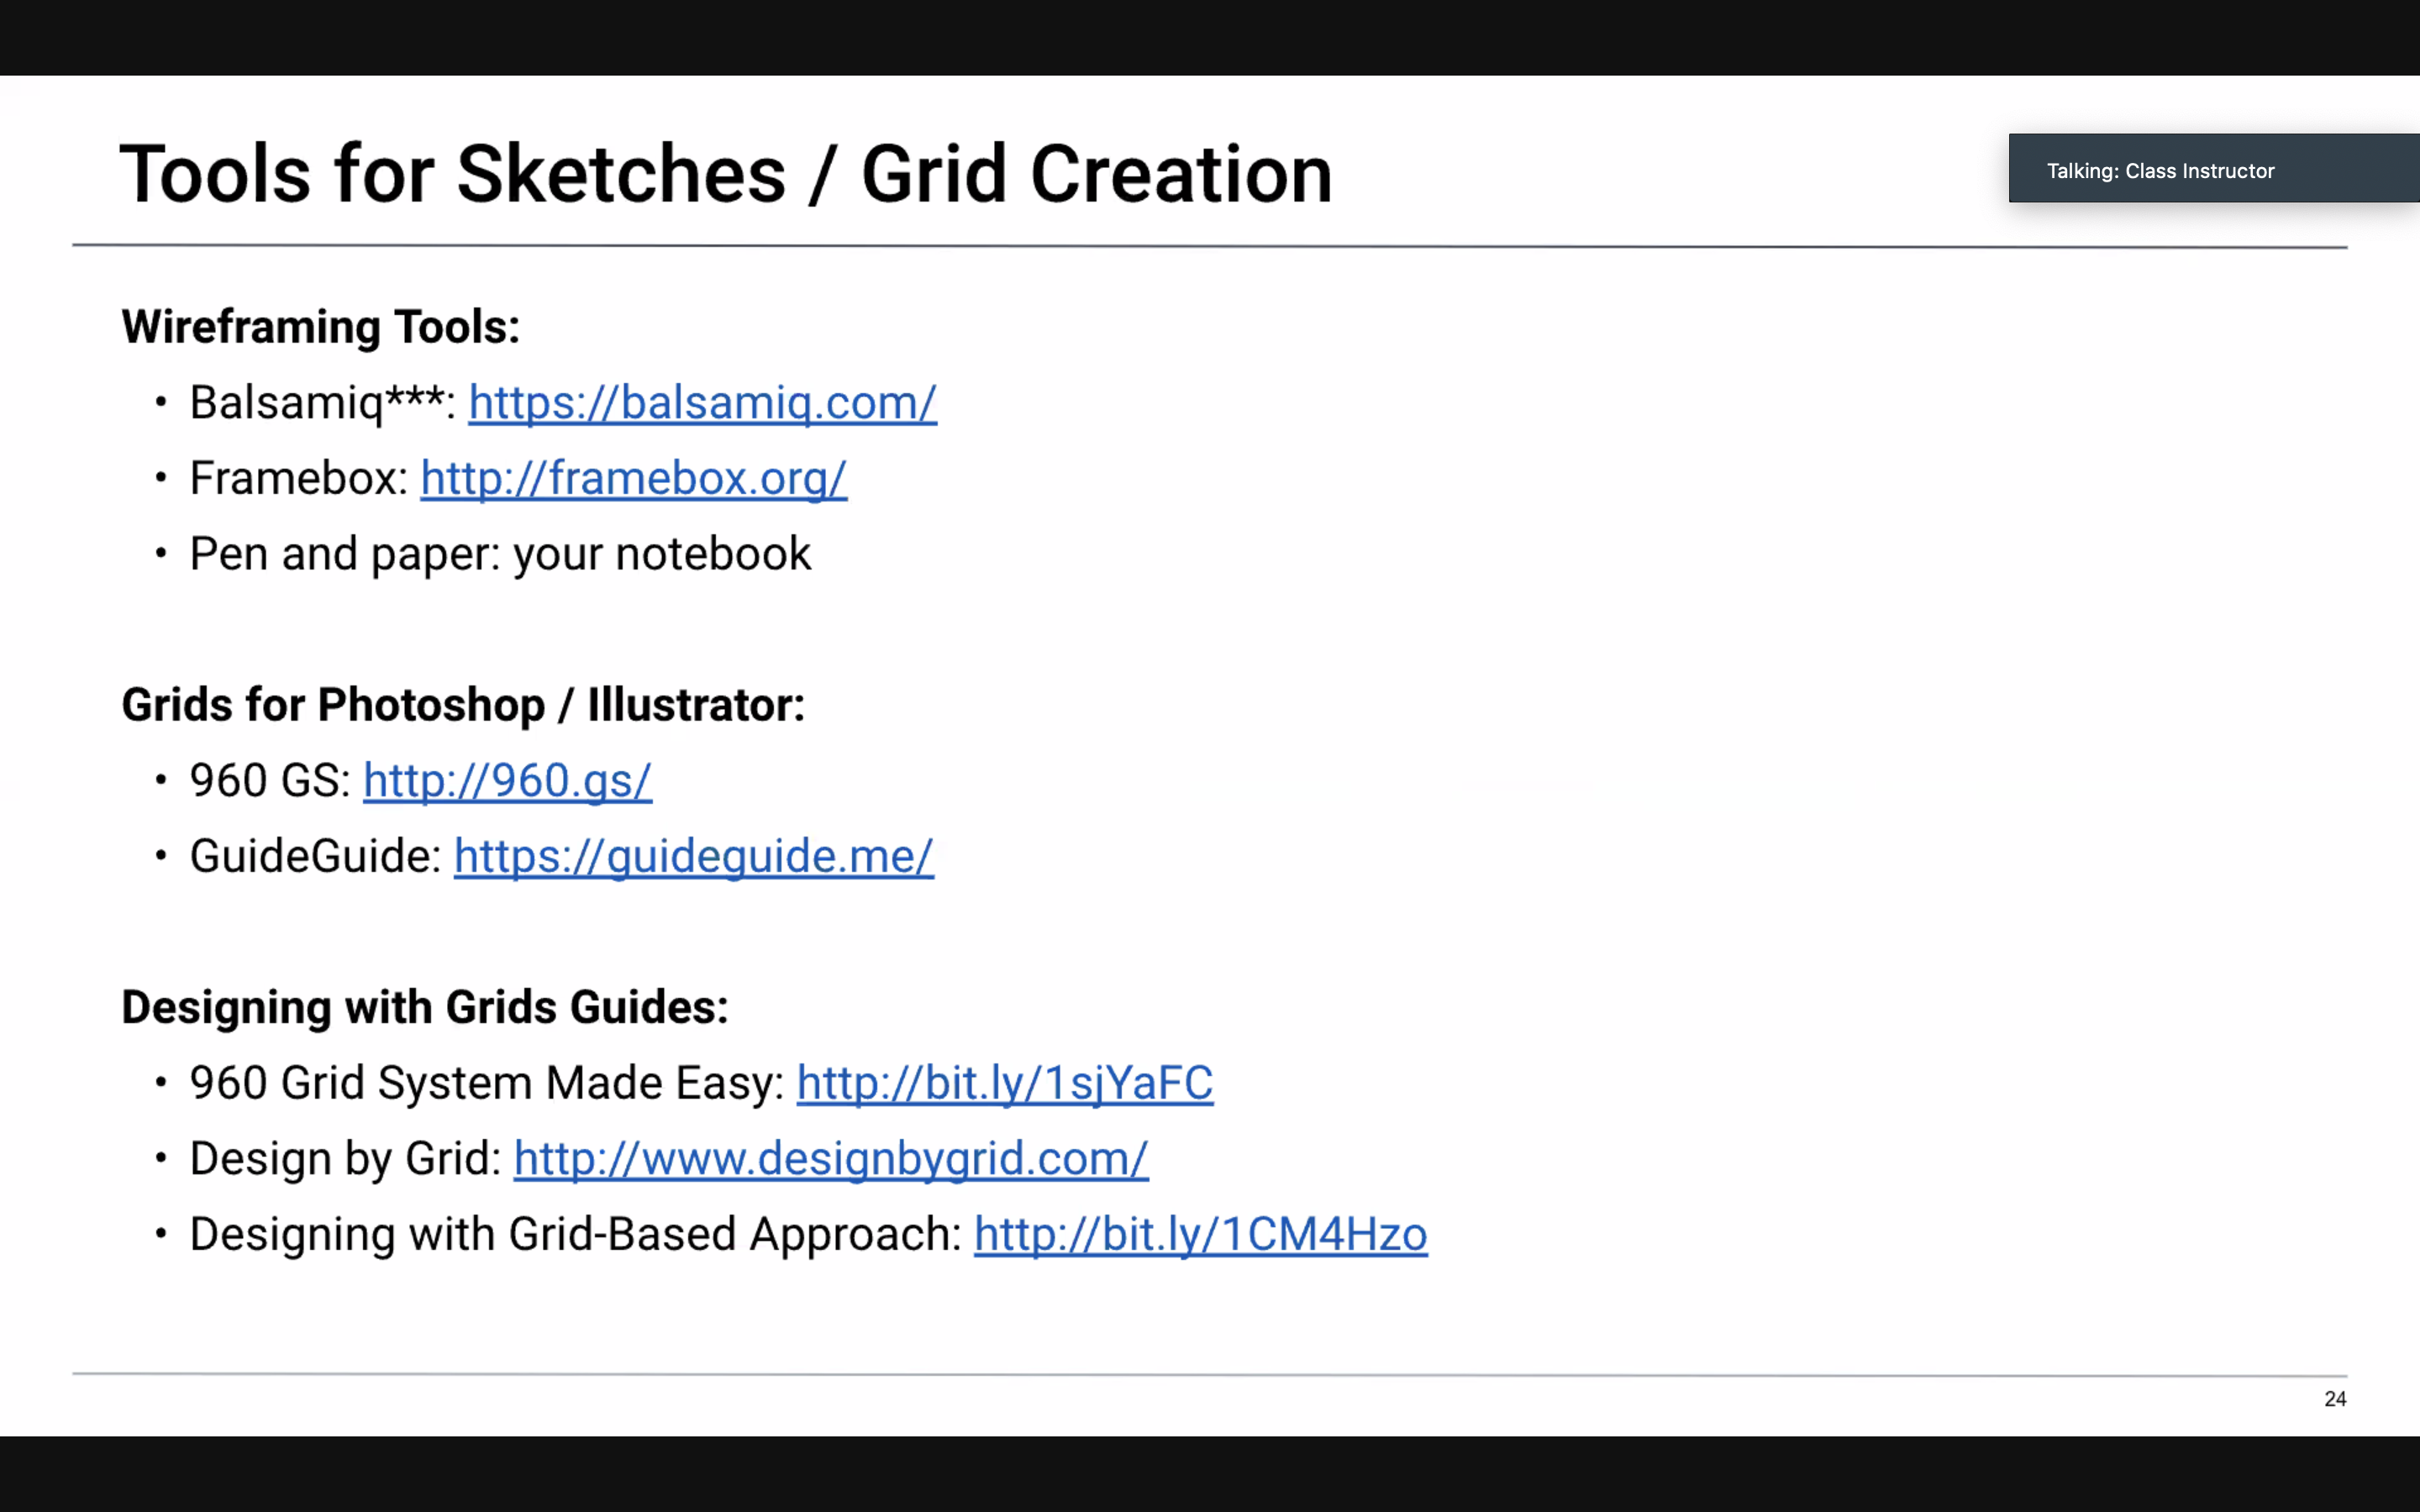 Tools for Sketches / Grid Creation
Talking: Class Instructor
Wireframing Tools:
• Balsamiq***: https://balsamiq.com/
• Framebox: http://framebox.org/
• Pen and paper: your notebook
Grids for Photoshop / Illustrator:
• 960 GS: http://960.gs/
• GuideGuide: https://guideguide.me/
Designing with Grids Guides:
• 960 Grid System Made Easy: http://bit.ly/1sjYaFC
• Design by Grid: http://www.designbygrid.com/
• Designing with Grid-Based Approach: http://bit.ly/1CM4Hzo
24